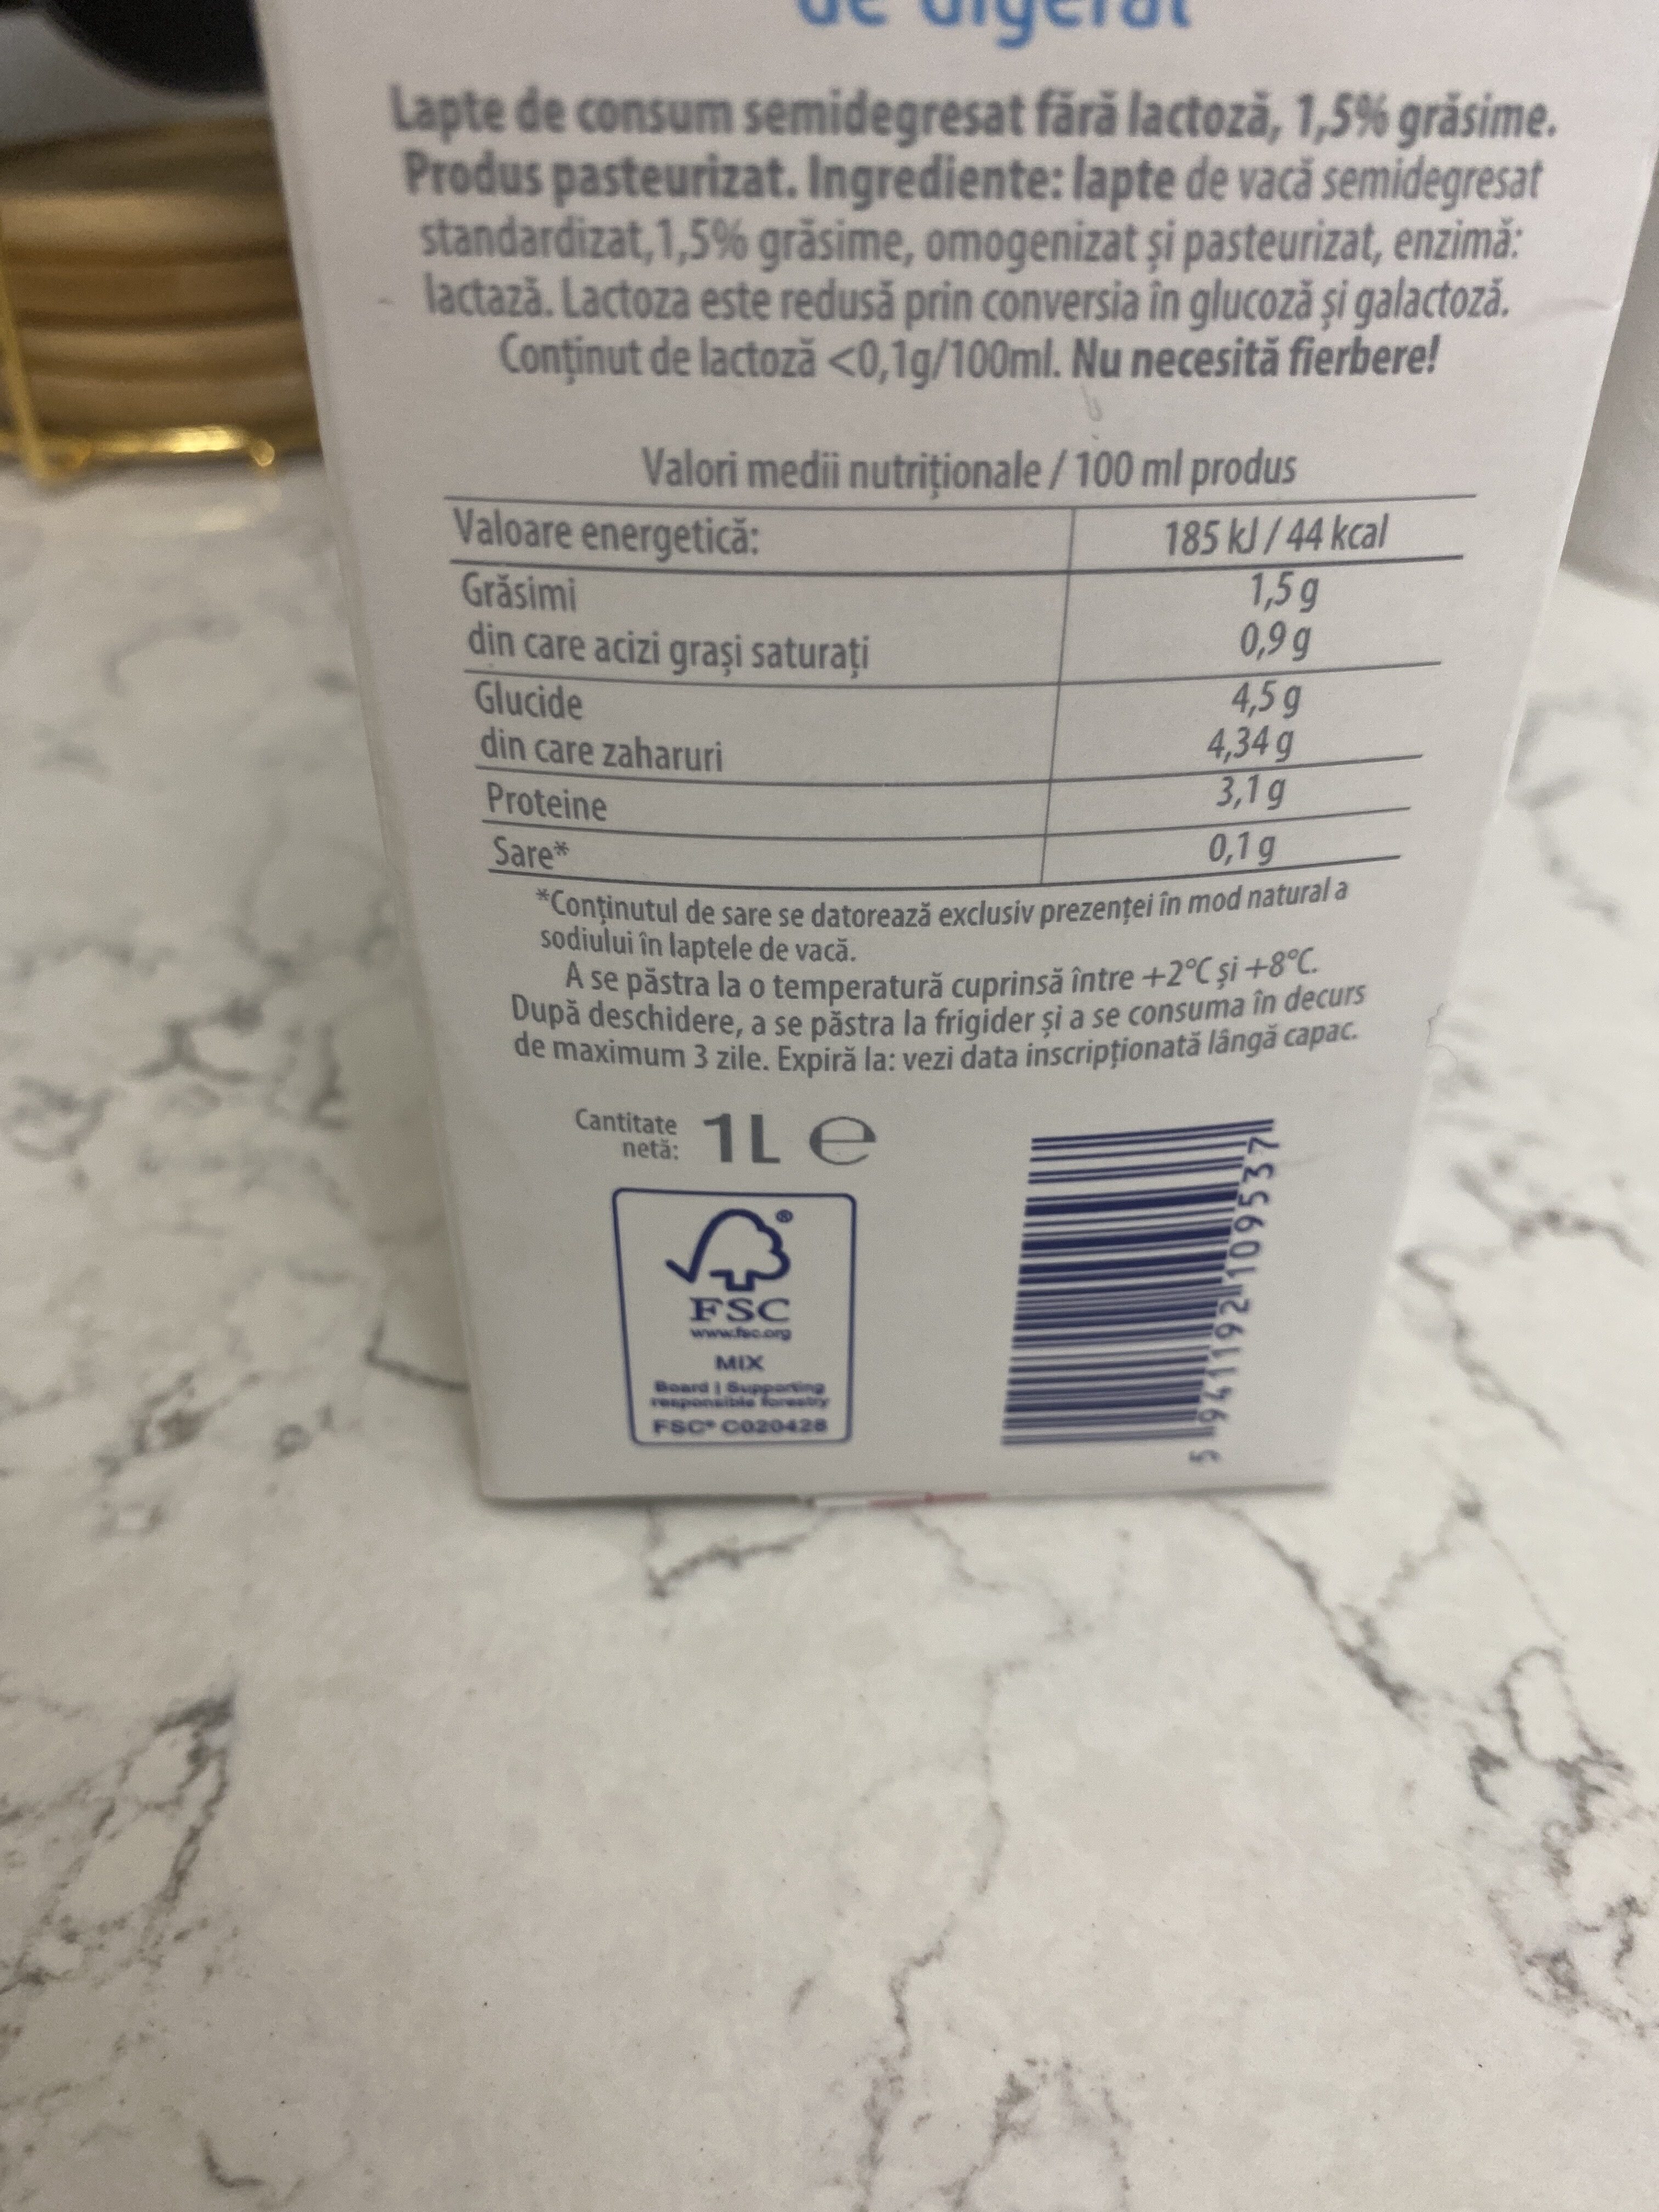 de digerat
Lapte de consum semidegresat fără lactoză, 1,5% grăsime.
Produs pasteurizat. Ingrediente: lapte de vacă semidegresat
standardizat,1,5% grăsime, omogenizat și pasteurizat, enzimă:
lactază. Lactoza este redusă prin conversia în glucoză și galactoză.
Conținut de lactoză <0,1g/100ml. Nu necesită fierbere!
Valori medii nutriționale / 100 ml produs
Valoare energetică: 185 kJ / 44 kcal
Grăsimi 1,5 g
din care acizi grași saturați 0,9 g
Glucide 4,5 g
din care zaharuri 4,34 g
Proteine 3,1 g
Sare* 0,1 g
*Conținutul de sare se datorează exclusiv prezenței în mod natural a
sodiului în laptele de vacă.
A se păstra la o temperatură cuprinsă între +2°C și +8°C.
După deschidere, a se păstra la frigider și a se consuma în decurs
de maximum 3 zile. Expiră la: vezi data inscripționată lângă capac.
Cantitate
netă: 1L ℮
FSC®
www.fsc.org
MIX
Board | Supporting
responsible forestry
FSC® C020428
5 941192 109537